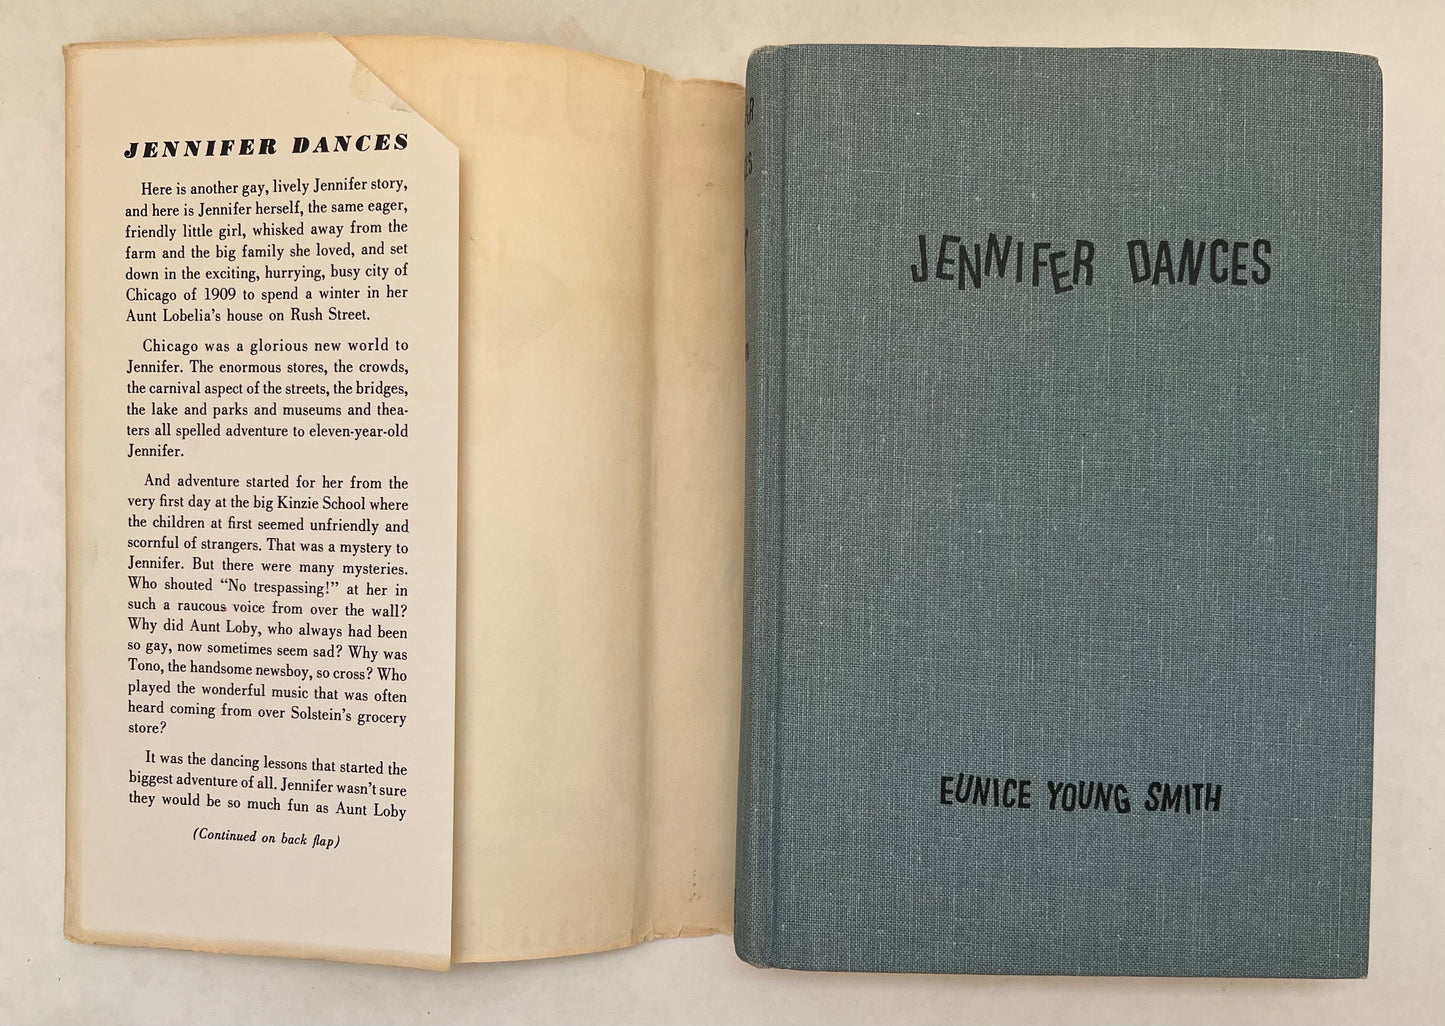 JENNIFER DANCES
Here is another gay, lively Jennifer story,
and here is Jennifer herself, the same eager,
friendly little girl, whisked away from the
farm and the big family she loved, and set
down in the exciting, hurrying, busy city of
Chicago of 1909 to spend a winter in her
Aunt Lobelia's house on Rush Street.
Chicago was a glorious new world to
Jennifer. The enormous stores, the crowds,
the carnival aspect of the streets, the bridges,
the lake and parks and museums and thea-
ters all spelled adventure to eleven-year-old
Jennifer.
And adventure started for her from the
very first day at the big Kinzie School where
the children at first seemed unfriendly and
scornful of strangers. That was a mystery to
Jennifer. But there were many mysteries.
Who shouted "No trespassing!" at her in
such a raucous voice from over the wall?
Why did Aunt Loby, who always had been
so gay, now sometimes seem sad? Why was
Tono, the handsome newsboy, so cross? Who
played the wonderful music that was often
heard coming from over Solstein's grocery
store?
It was the dancing lessons that started the
biggest adventure of all. Jennifer wasn't sure
they would be so much fun as Aunt Loby
(Continued on back flap)
JENNIFER DANCES
EUNICE YOUNG SMITH